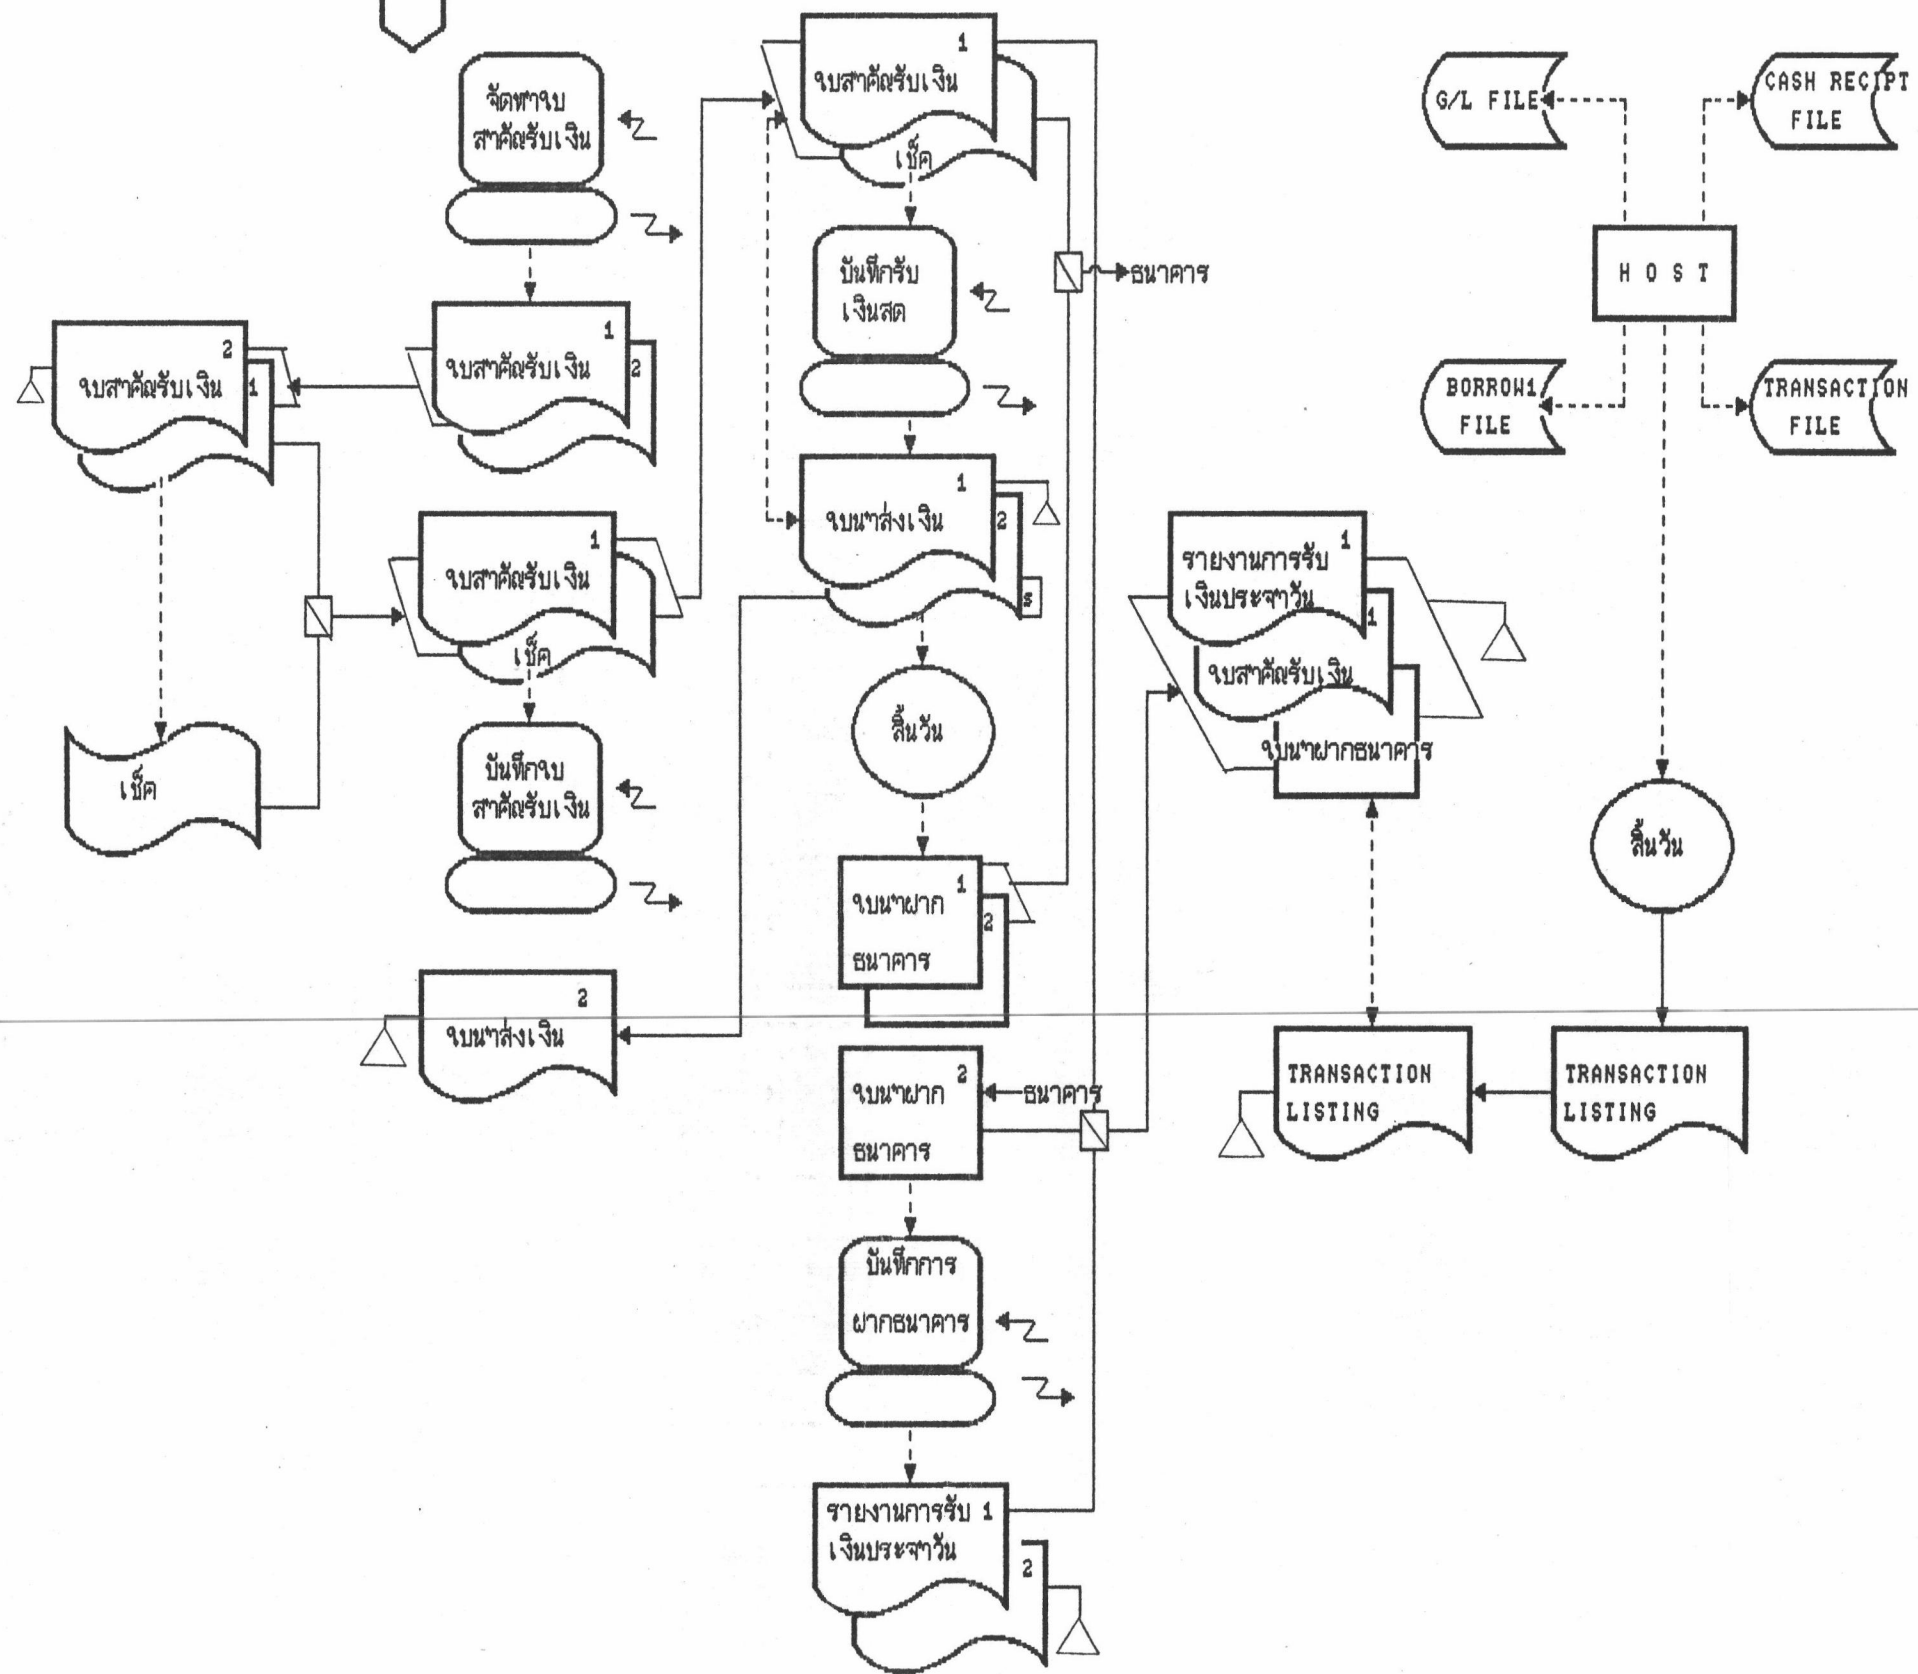 จัดทำใบ
สำคัญรับเงิน
1
ใบสำคัญรับเงิน
2
2
ใบสำคัญรับเงิน
1
เช็ค
1
ใบสำคัญรับเงิน
เช็ค
บันทึกใบ
สำคัญรับเงิน
2
ใบนำส่งเงิน
1
ใบสำคัญรับเงิน
เช็ค
ธนาคาร
บันทึกรับ
เงินสด
1
ใบนำส่งเงิน
2
สิ้นวัน
1
ใบนำฝาก
2
ธนาคาร
2
ใบนำฝาก
ธนาคาร
ธนาคาร
บันทึกการ
ฝากธนาคาร
รายงานการรับ 1
เงินประจำวัน
2
รายงานการรับ 1
เงินประจำวัน
1
ใบสำคัญรับเงิน
ใบนำฝากธนาคาร
TRANSACTION
LISTING
G/L FILE
CASH RECIPT
FILE
H O S T
BORROW1
FILE
TRANSACTION
FILE
สิ้นวัน
TRANSACTION
LISTING